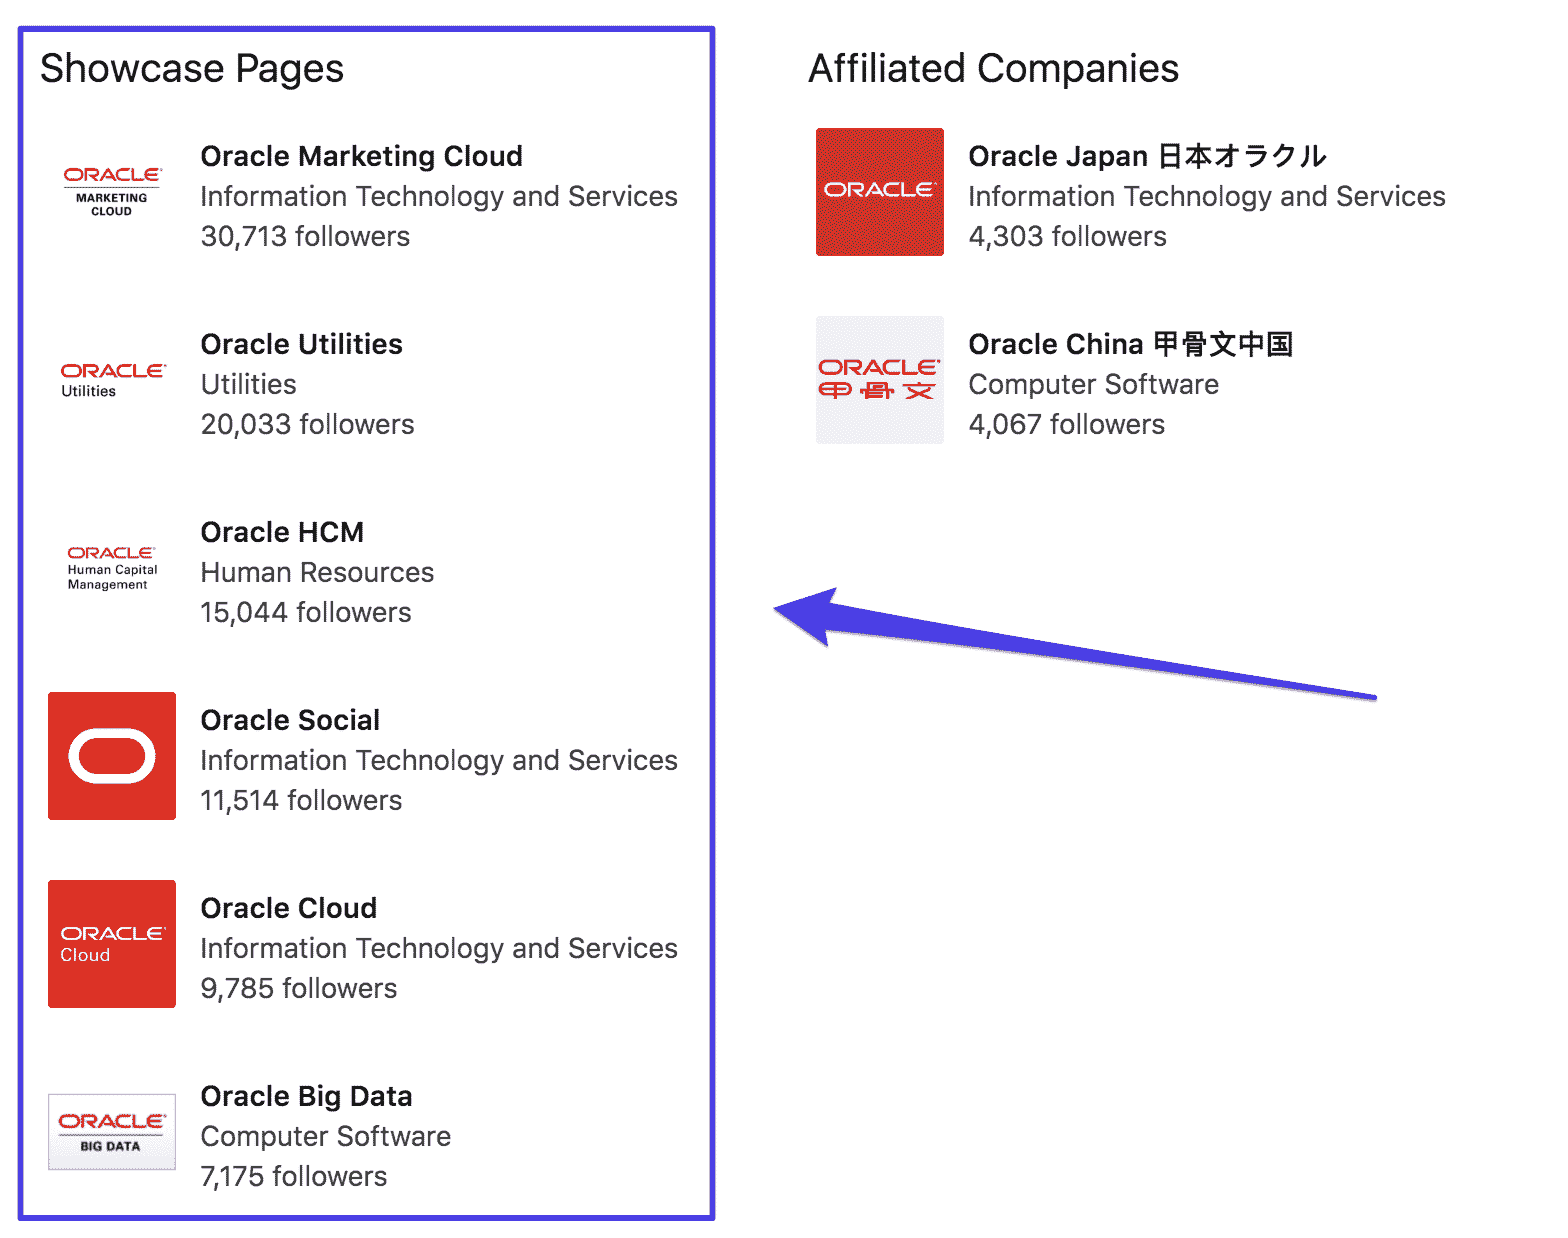 Showcase Pages
ORACLE
MARKETING
CLOUD
Oracle Marketing Cloud
Information Technology and Services
30,713 followers
ORACLE
Utilities
Oracle Utilities
Utilities
20,033 followers
ORACLE
Human Capital
Management
Oracle HCM
Human Resources
15,044 followers
Oracle Social
Information Technology and Services
11,514 followers
ORACLE
Cloud
Oracle Cloud
Information Technology and Services
9,785 followers
ORACLE
BIG DATA
Oracle Big Data
Computer Software
7,175 followers
Affiliated Companies
ORACLE
Oracle Japan 日本オラクル
Information Technology and Services
4,303 followers
ORACLE
甲骨文
Oracle China 甲骨文中国
Computer Software
4,067 followers